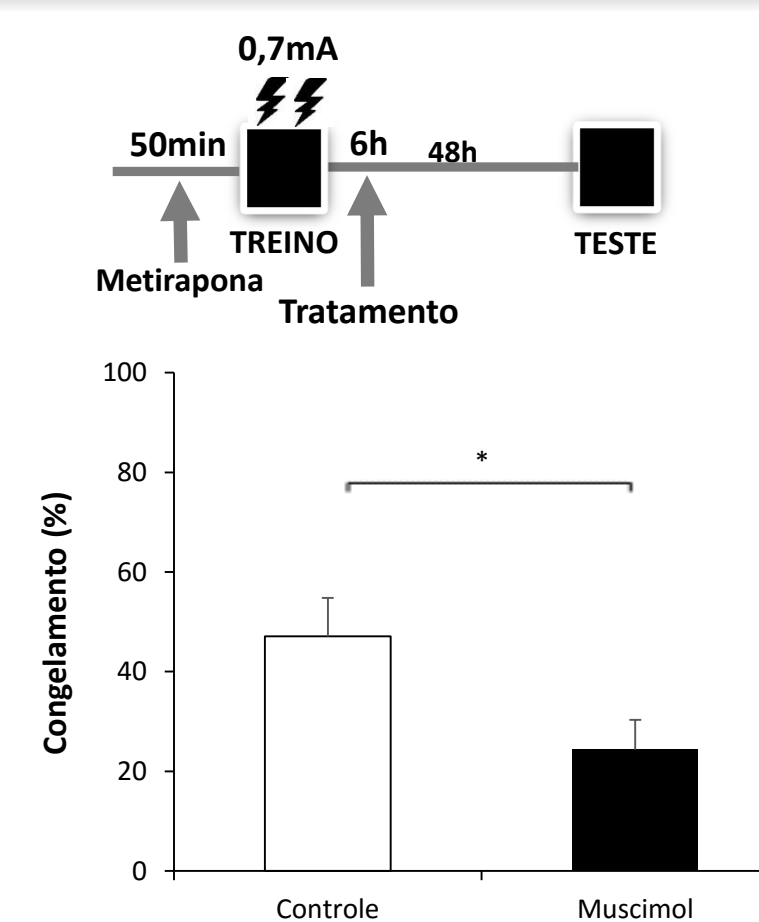 0,7mA
50min
6h
48h
TREINO
TESTE
Metirapona
Tratamento
100
*
80
60
40
20
0
Congelamento (%)
Controle
Muscimol